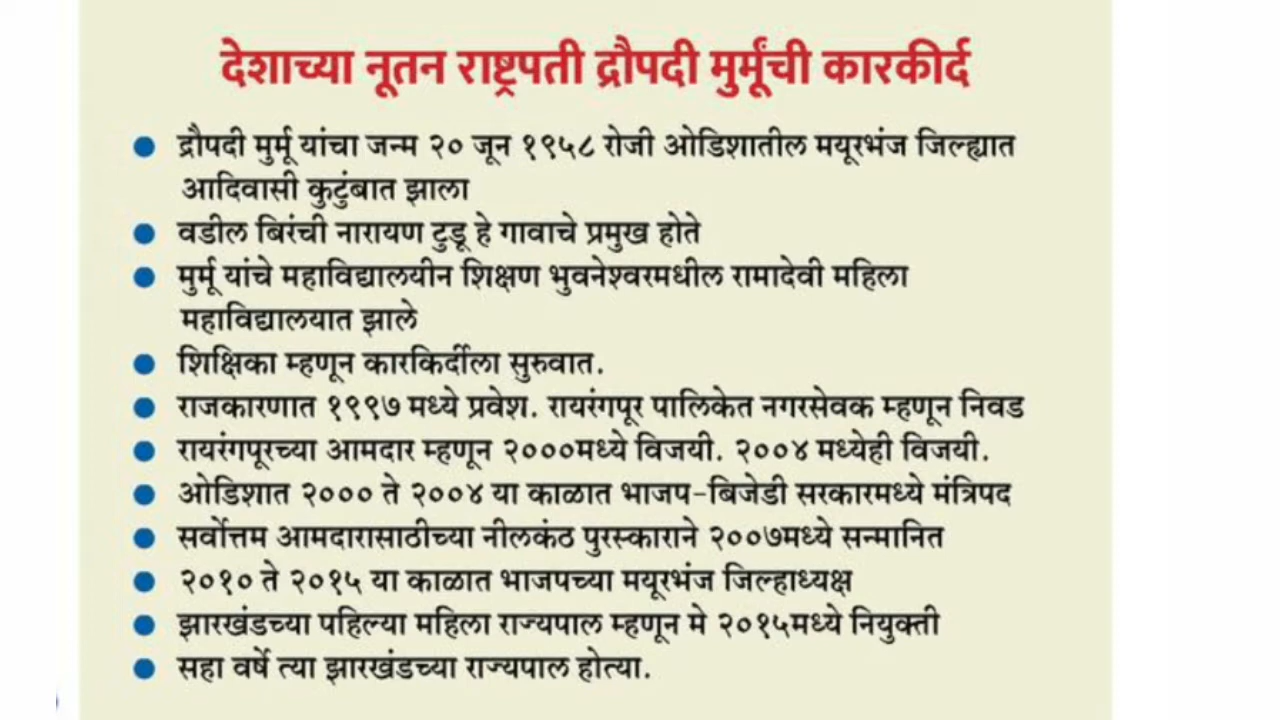 देशाच्या नूतन राष्ट्रपती द्रौपदी मुर्मूंची कारकीर्द
● द्रौपदी मुर्मू यांचा जन्म २० जून १९५८ रोजी ओडिशातील मयूरभंज जिल्ह्यात
आदिवासी कुटुंबात झाला
● वडील बिरंची नारायण टुडू हे गावाचे प्रमुख होते
● मुर्मू यांचे महाविद्यालयीन शिक्षण भुवनेश्वरमधील रामादेवी महिला
महाविद्यालयात झाले
● शिक्षिका म्हणून कारकिर्दीला सुरुवात.
● राजकारणात १९९७ मध्ये प्रवेश. रायरंगपूर पालिकेत नगरसेवक म्हणून निवड
● रायरंगपूरच्या आमदार म्हणून २०००मध्ये विजयी. २००४ मध्येही विजयी.
● ओडिशात २००० ते २००४ या काळात भाजप-बिजेडी सरकारमध्ये मंत्रिपद
● सर्वोत्तम आमदारासाठीच्या नीलकंठ पुरस्काराने २००७मध्ये सन्मानित
● २०१० ते २०१५ या काळात भाजपच्या मयूरभंज जिल्हाध्यक्ष
● झारखंडच्या पहिल्या महिला राज्यपाल म्हणून मे २०१५मध्ये नियुक्ती
● सहा वर्षे त्या झारखंडच्या राज्यपाल होत्या.